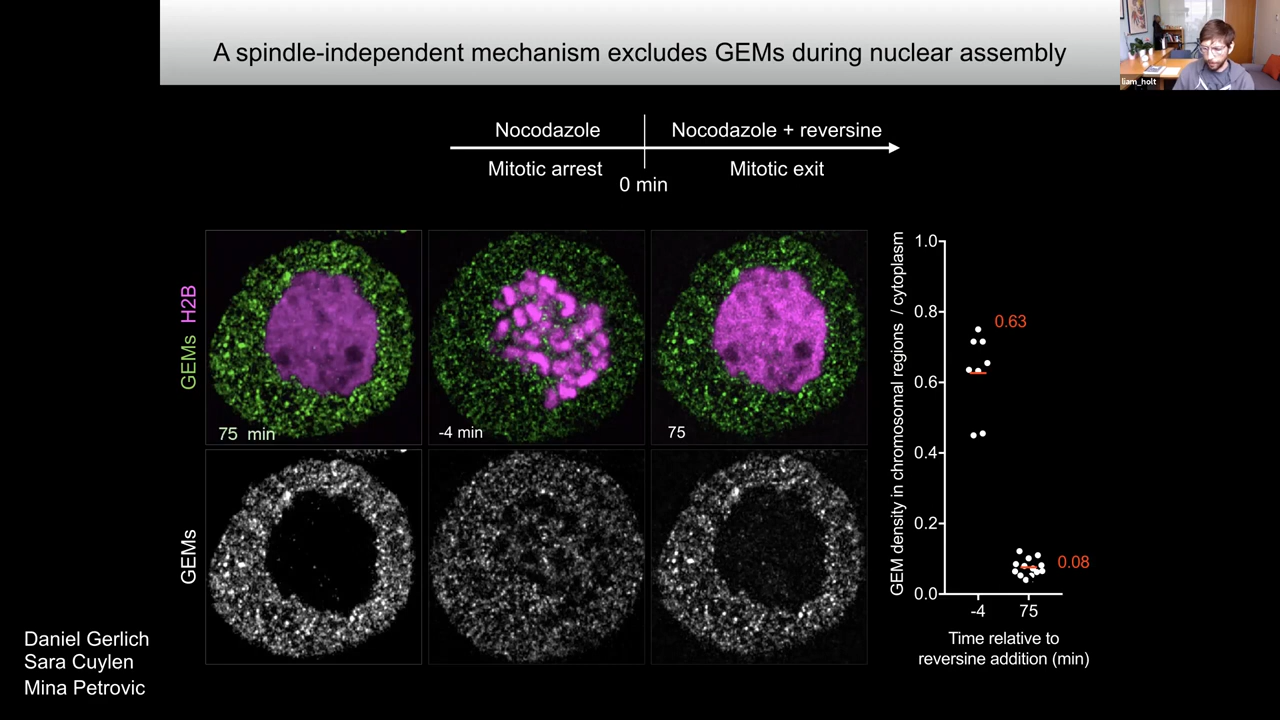 A spindle-independent mechanism excludes GEMs during nuclear assembly
liam_holt
Nocodazole
Nocodazole + reversine
Mitotic arrest
Mitotic exit
0 min
GEMs H2B
75 min
-4 min
75
GEMs
GEM density in chromosomal regions / cytoplasm
1.0
0.8
0.6
0.4
0.2
0.0
0.63
0.08
-4
75
Time relative to
reversine addition (min)
Daniel Gerlich
Sara Cuylen
Mina Petrovic